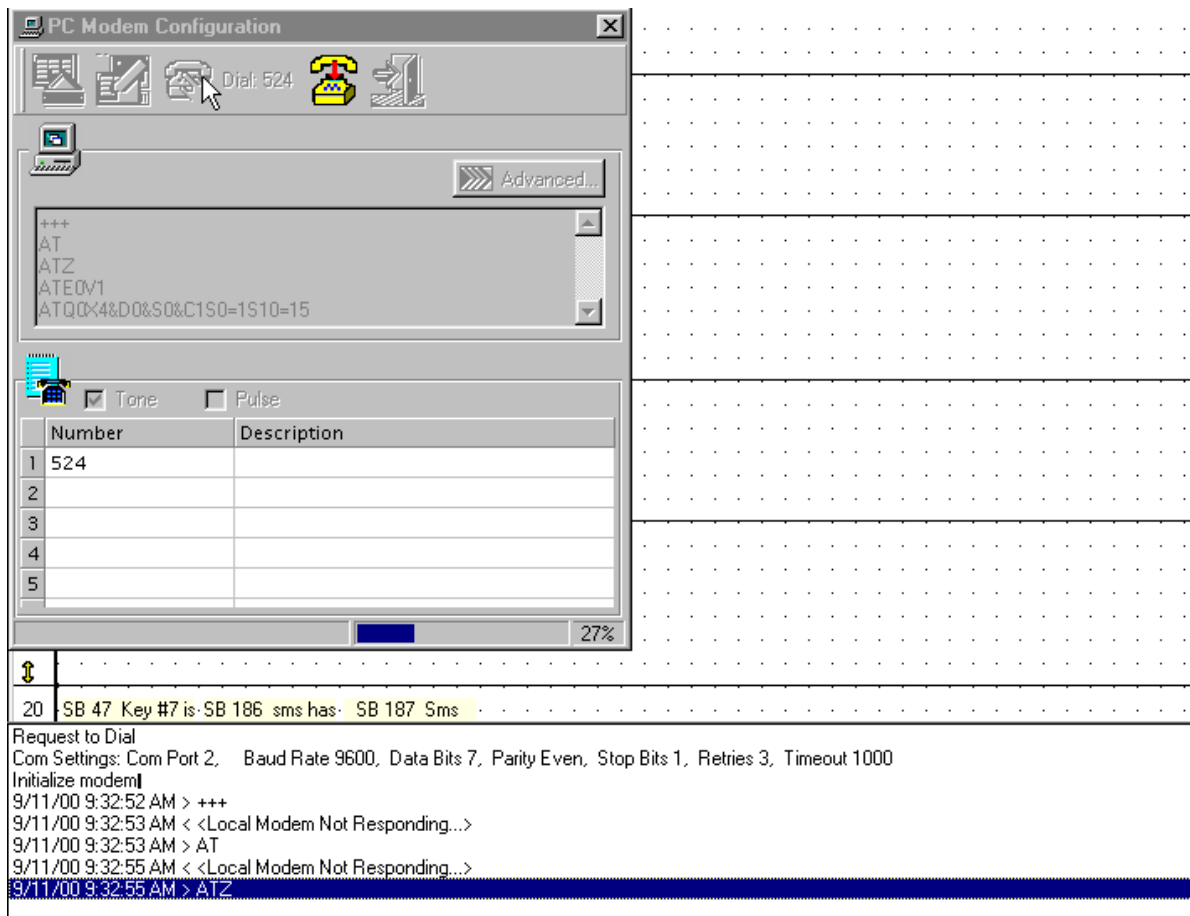 PC Modem Configuration
Dial: 524
Advanced...
+++
AT
ATZ
ATE0V1
ATQ0X4&D0&S0&C1S0=1S10=15
Tone Pulse
Number Description
1 524
2
3
4
5
27%
20 SB 47 Key #7 is SB 186 sms has SB 187 Sms
Request to Dial
Com Settings: Com Port 2, Baud Rate 9600, Data Bits 7, Parity Even, Stop Bits 1, Retries 3, Timeout 1000
Initialize modem
9/11/00 9:32:52 AM > +++
9/11/00 9:32:53 AM < <Local Modem Not Responding...>
9/11/00 9:32:53 AM > AT
9/11/00 9:32:55 AM < <Local Modem Not Responding...>
9/11/00 9:32:55 AM > ATZ